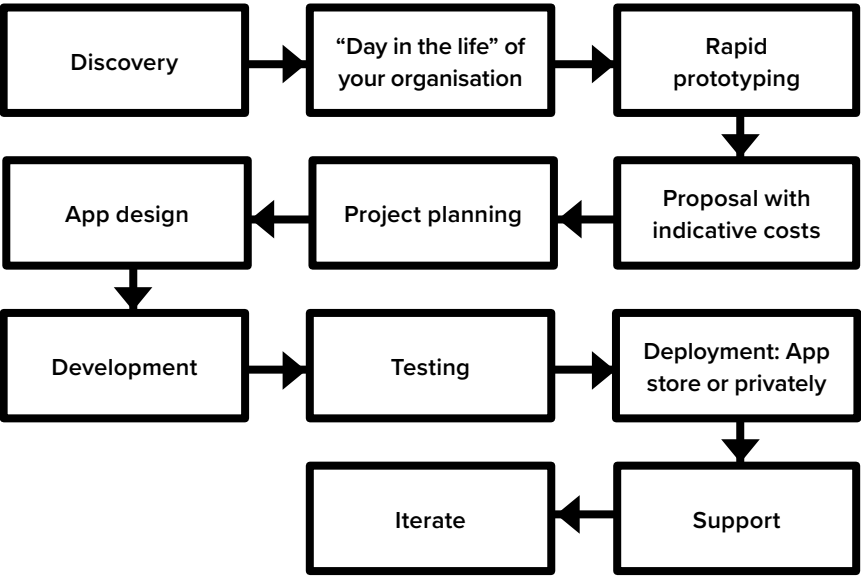 Discovery
“Day in the life” of
your organisation
Rapid
prototyping
Proposal with
indicative costs
Project planning
App design
Development
Testing
Deployment: App
store or privately
Support
Iterate